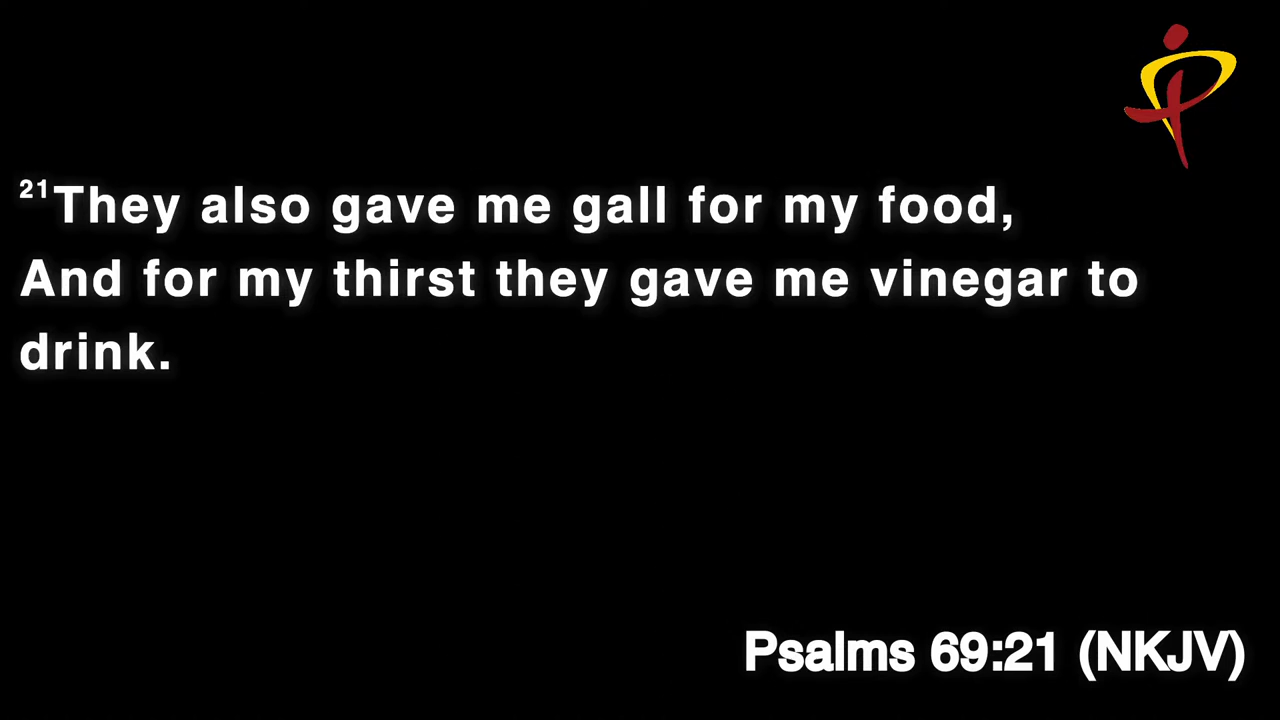 21They also gave me gall for my food,
And for my thirst they gave me vinegar to
drink.
Psalms 69:21 (NKJV)